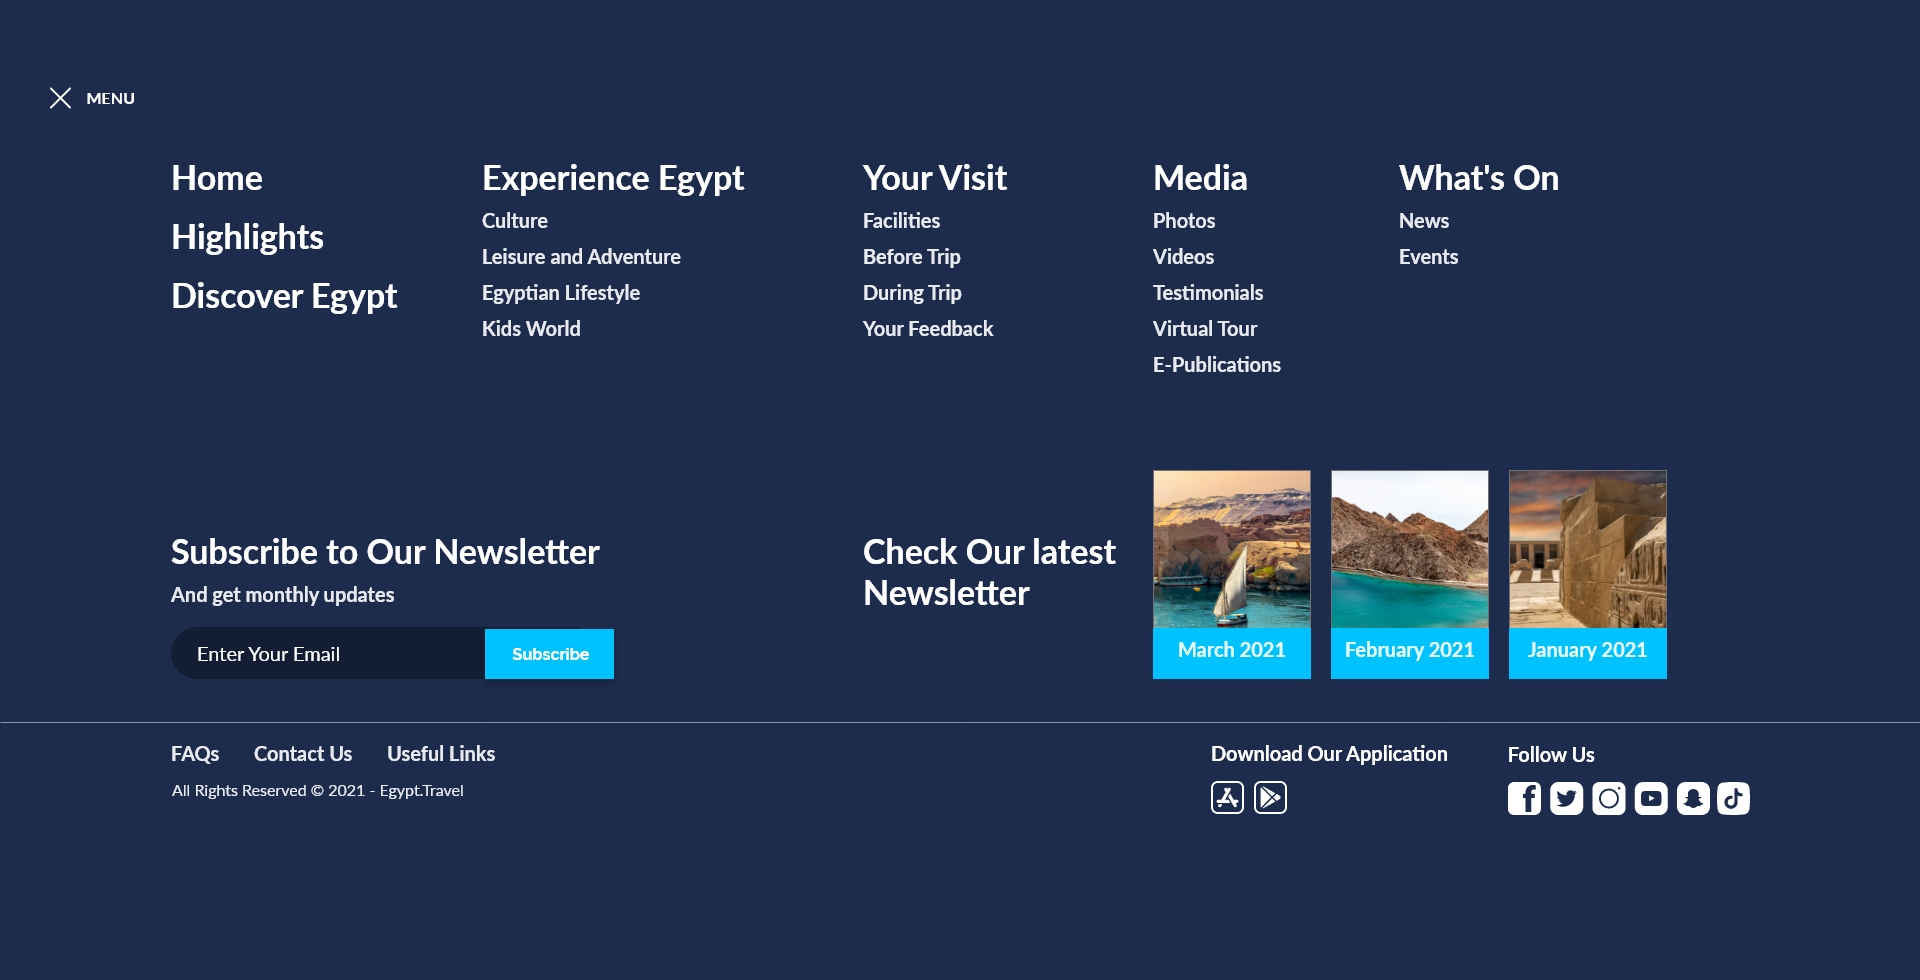 MENU
Home
Highlights
Discover Egypt
Experience Egypt
Culture
Leisure and Adventure
Egyptian Lifestyle
Kids World
Your Visit
Facilities
Before Trip
During Trip
Your Feedback
Media
Photos
Videos
Testimonials
Virtual Tour
E-Publications
What's On
News
Events
Subscribe to Our Newsletter
And get monthly updates
Enter Your Email
Subscribe
Check Our latest
Newsletter
March 2021
February 2021
January 2021
FAQs
Contact Us
Useful Links
All Rights Reserved © 2021 - Egypt.Travel
Download Our Application
Follow Us